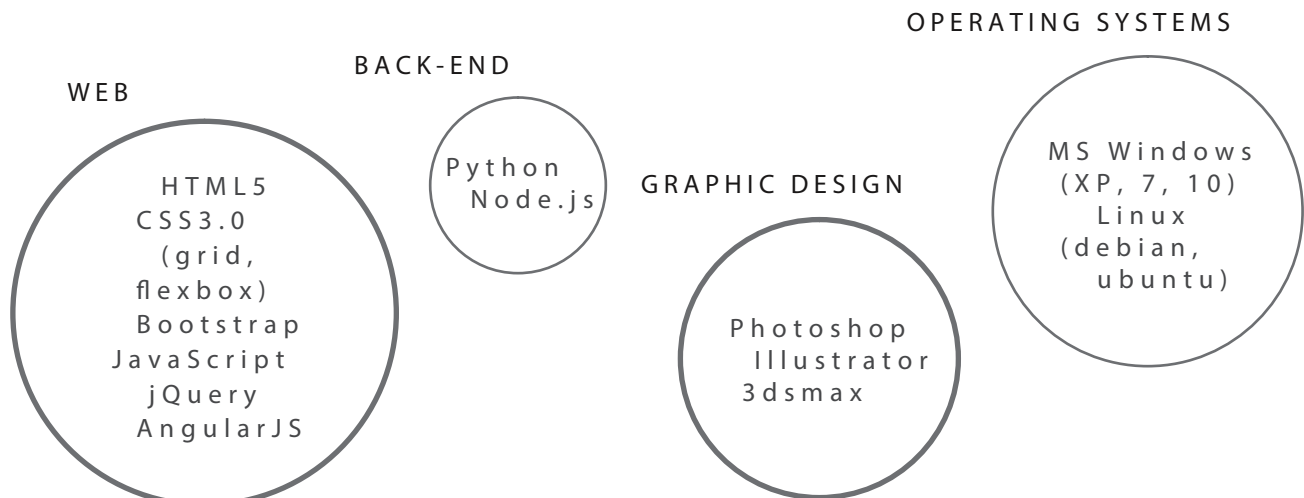 WEB
HTML5
CSS3.0
(grid,
flexbox)
Bootstrap
JavaScript
jQuery
AngularJS
BACK-END
Python
Node.js
GRAPHIC DESIGN
Photoshop
Illustrator
3dsmax
OPERATING SYSTEMS
MS Windows
(XP, 7, 10)
Linux
(debian,
ubuntu)